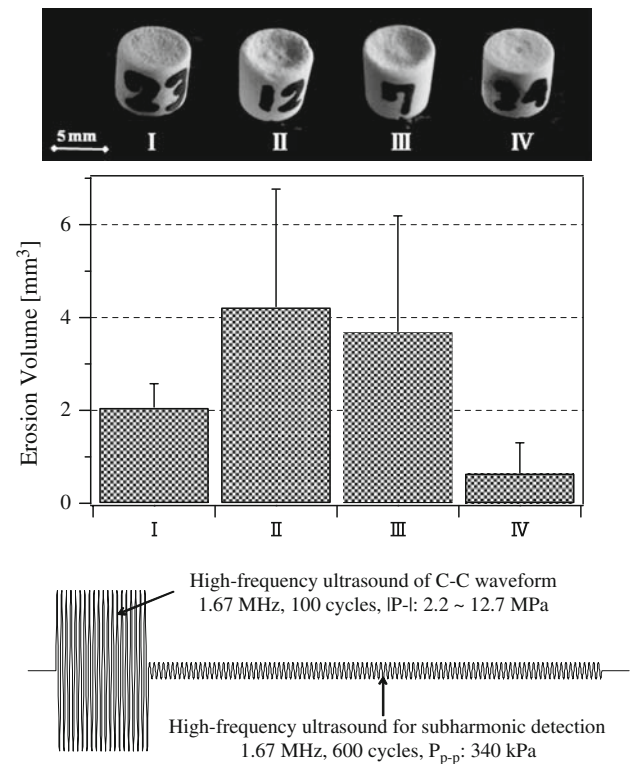 23
12
7
34
5 mm
I
II
III
IV
Erosion Volume [mm³]
6
4
2
0
I
II
III
IV
High-frequency ultrasound of C-C waveform
1.67 MHz, 100 cycles, |P-|: 2.2 ~ 12.7 MPa
High-frequency ultrasound for subharmonic detection
1.67 MHz, 600 cycles, Pp-p: 340 kPa